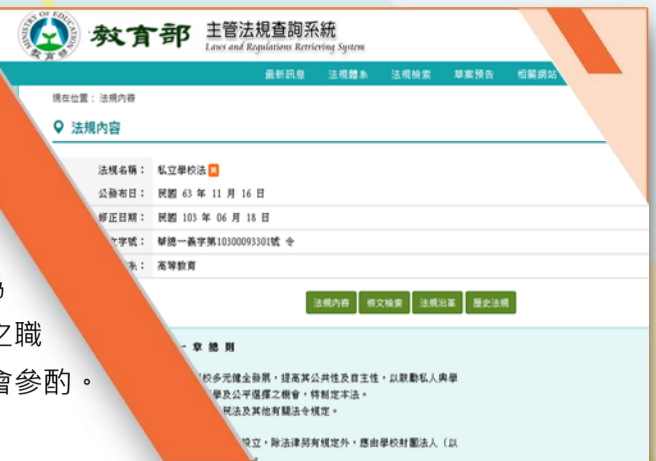 MINISTRY OF EDUCATION
教育部
教育部 主管法規查詢系統
Laws and Regulations Retrieving System
最新訊息 法規體系 法規檢索 草案預告 相關網站
現在位置： 法規內容
法規內容
法規名稱： 私立學校法
公發布日： 民國 63 年 11 月 16 日
修正日期： 民國 103 年 06 月 18 日
文字號： 華總一義字第10300093301號 令
系： 高等教育
法規內容 條文檢索 法規沿革 歷史法規
一 章 總 則
校多元健全發展，提高其公共性及自主性，以鼓勵私人興學
學及公平選擇之機會，特制定本法。
民法及其他有關法令規定。
設立，除法律另有規定外，應由學校財團法人（以
之職
會參酌。